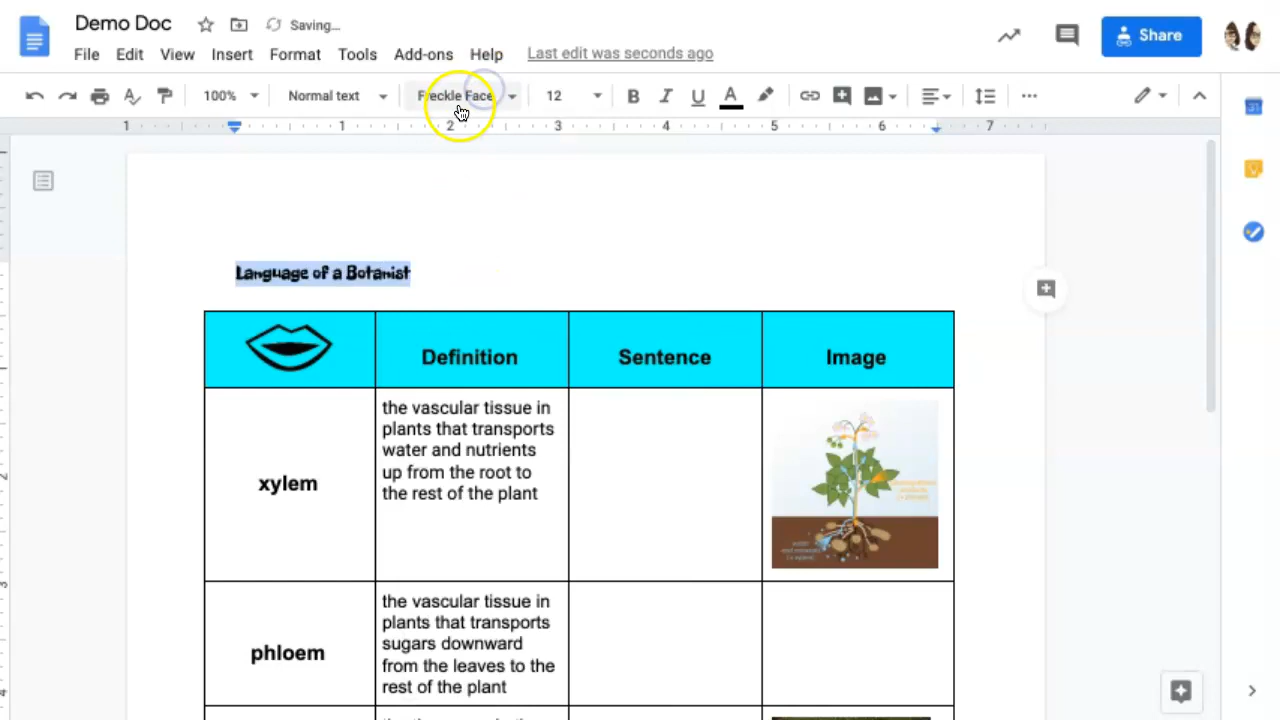 Demo Doc
Saving...
File Edit View Insert Format Tools Add-ons Help Last edit was seconds ago
Share
100% Normal text Freckle Face 12 B I U A
1 1 2 3 4 5 6 7
Language of a Botanist
Definition Sentence Image
xylem
the vascular tissue in
plants that transports
water and nutrients
up from the root to
the rest of the plant
phloem
the vascular tissue in
plants that transports
sugars downward
from the leaves to the
rest of the plant
2
3
4
31